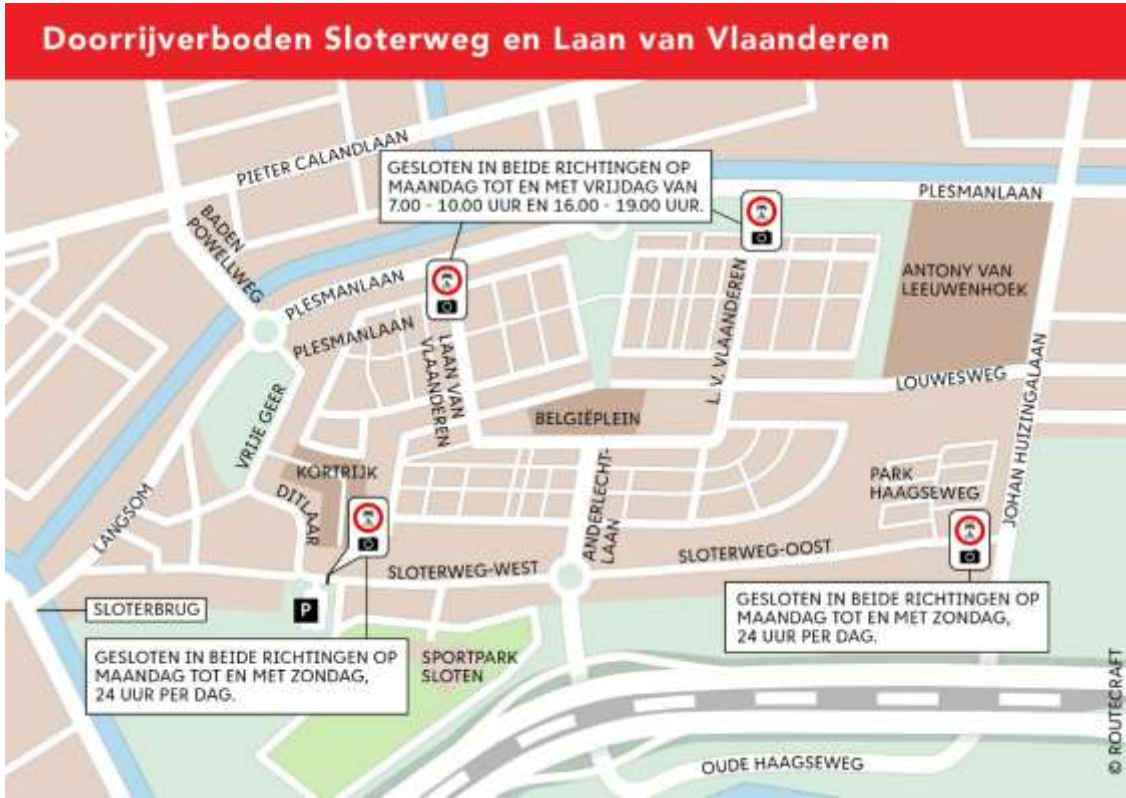 Doorrijverboden Sloterweg en Laan van Vlaanderen
PIETER CALANDLAAN
GESLOTEN IN BEIDE RICHTINGEN OP
MAANDAG TOT EN MET VRIJDAG VAN
7.00 - 10.00 UUR EN 16.00 - 19.00 UUR.
PLESMANLAAN
BADEN
POWELLWEG
PLESMANLAAN
PLESMANLAAN
ANTONY VAN
LEEUWENHOEK
LAAN VAN
VLAANDEREN
L. V. VLAANDEREN
LOUWESWEG
JOHAN HUIZINGALAAN
BELGIËPLEIN
VRIJE GEER
KORTRIJK
DITLAAR
LANGSOM
ANDERLECHT-
LAAN
PARK
HAAGSEWEG
SLOTERWEG-WEST
SLOTERWEG-OOST
SLOTERBRUG
P
GESLOTEN IN BEIDE RICHTINGEN OP
MAANDAG TOT EN MET ZONDAG,
24 UUR PER DAG.
GESLOTEN IN BEIDE RICHTINGEN OP
MAANDAG TOT EN MET ZONDAG,
24 UUR PER DAG.
SPORTPARK
SLOTEN
OUDE HAAGSEWEG
© ROUTECRAFT